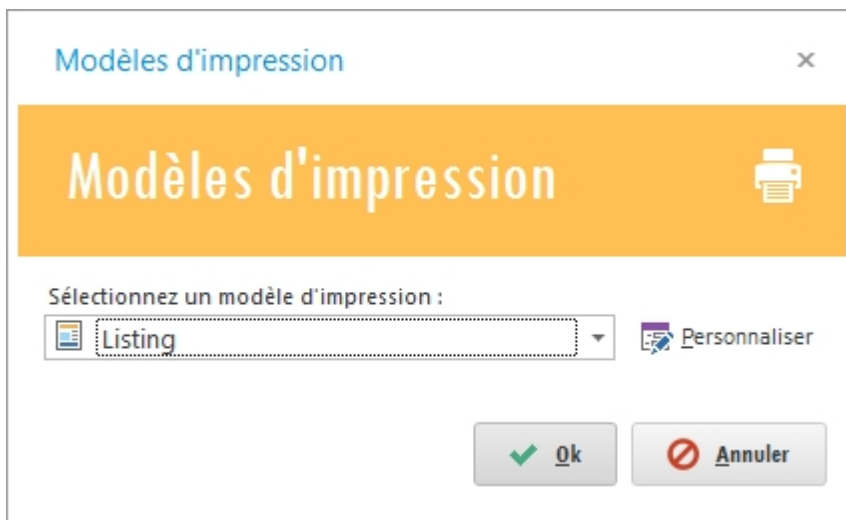 Modèles d'impression
Modèles d'impression
Sélectionnez un modèle d'impression :
Listing
Personnaliser
Ok
Annuler